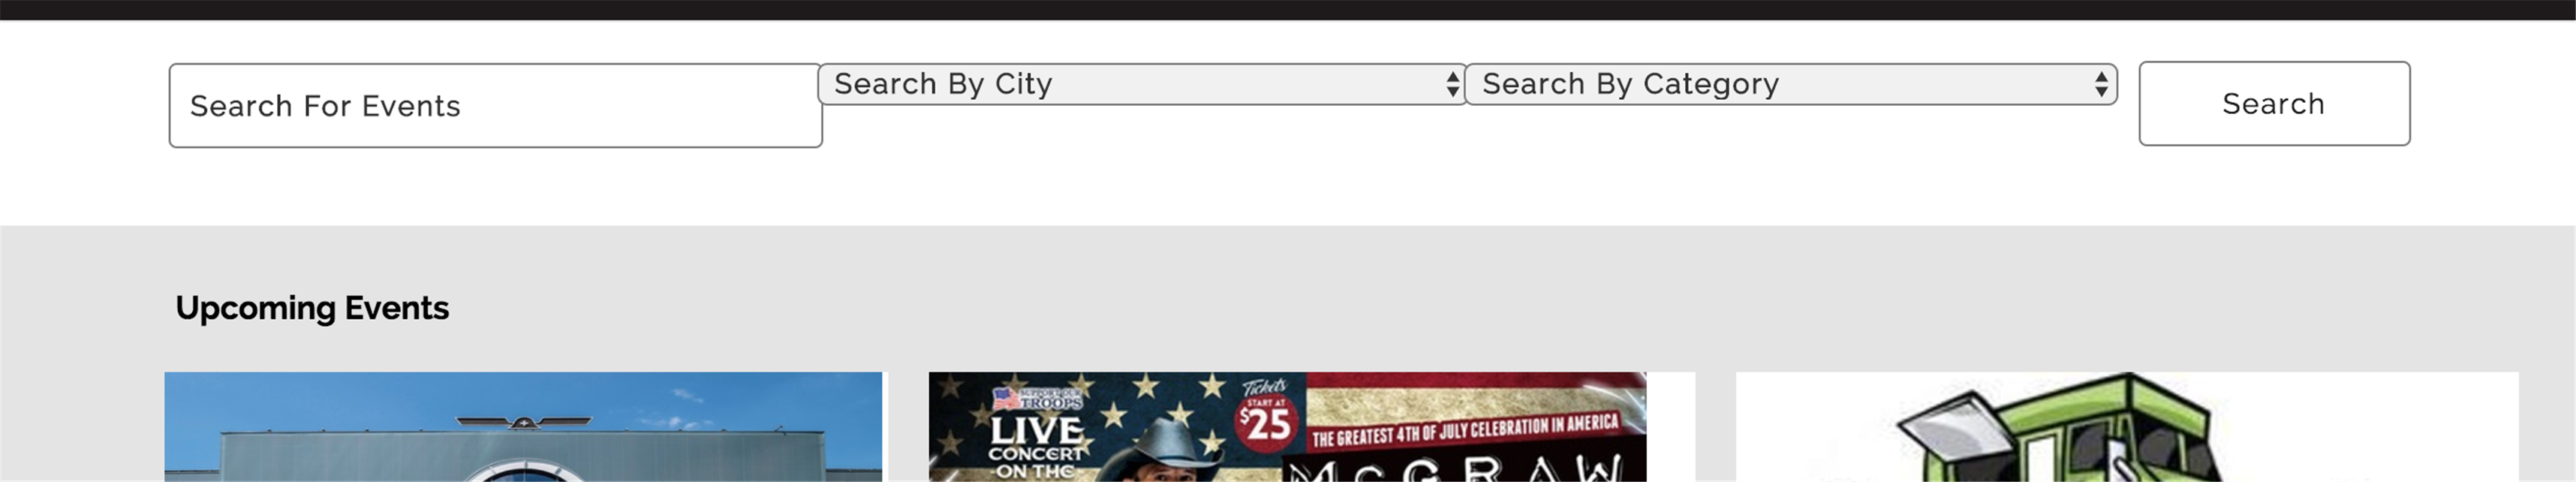 Search For Events
Search By City
Search By Category
Search
Upcoming Events
SUPPORT OUR
TROOPS
LIVE
CONCERT
-ON THE-
Tickets
START AT
$25
THE GREATEST 4TH OF JULY CELEBRATION IN AMERICA
McGRAW